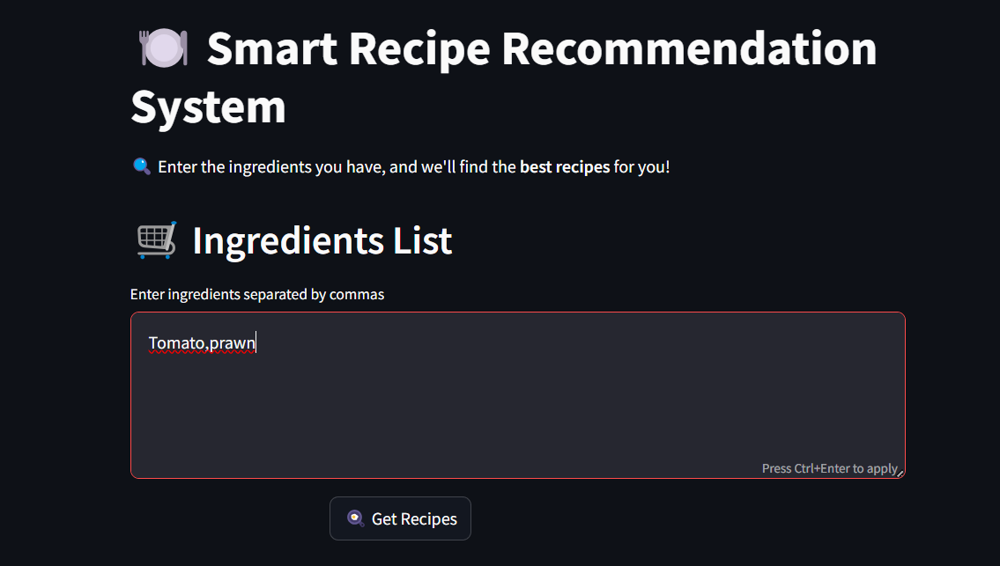 Smart Recipe Recommendation
System
Enter the ingredients you have, and we'll find the best recipes for you!
Ingredients List
Enter ingredients separated by commas
Tomato,prawn
Press Ctrl+Enter to apply
Get Recipes